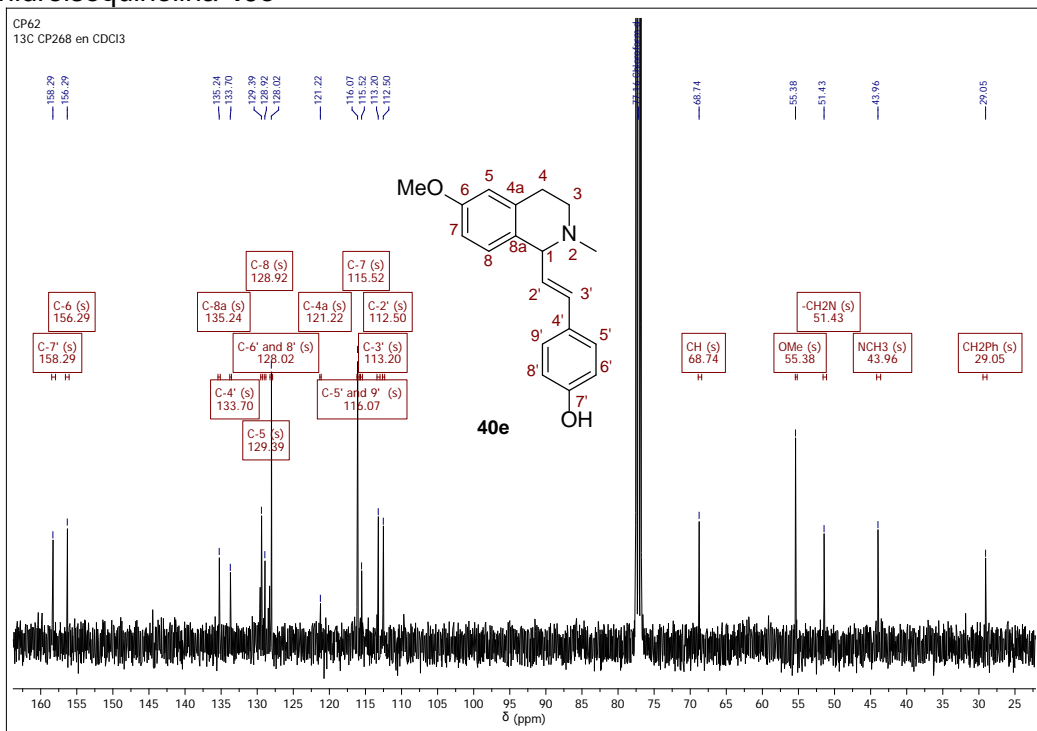 CP62
13C CP268 en CDCl3
158.29
156.29
135.24
133.70
129.39
128.92
128.02
121.22
116.07
115.52
113.20
112.50
68.74
55.38
51.43
43.96
29.05
MeO
6
5
4a
4
3
N
2
1
8a
8
7
2'
3'
4'
9'
5'
8'
6'
7'
OH
40e
C-8 (s)
128.92
C-7 (s)
115.52
C-6 (s)
156.29
C-8a (s)
135.24
C-4a (s)
121.22
C-2' (s)
112.50
-CH2N (s)
51.43
C-7' (s)
158.29
C-6' and 8' (s)
128.02
C-3' (s)
113.20
CH (s)
68.74
OMe (s)
55.38
NCH3 (s)
43.96
CH2Ph (s)
29.05
C-4' (s)
133.70
C-5' and 9' (s)
116.07
C-5 (s)
129.39
160 155 150 145 140 135 130 125 120 115 110 105 100 95 90 85 80 75 70 65 60 55 50 45 40 35 30 25
δ (ppm)